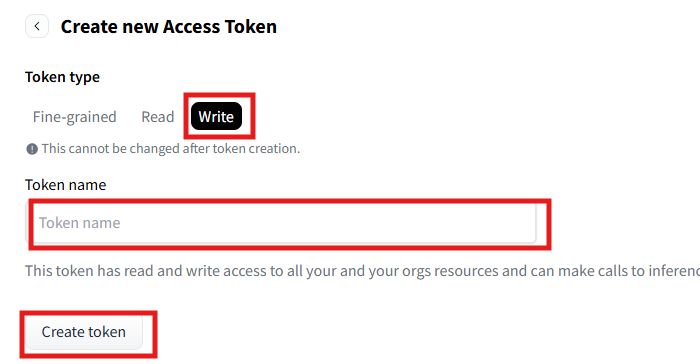 Create new Access Token
Token type
Fine-grained Read Write
This cannot be changed after token creation.
Token name
Token name
This token has read and write access to all your and your orgs resources and can make calls to
Create token